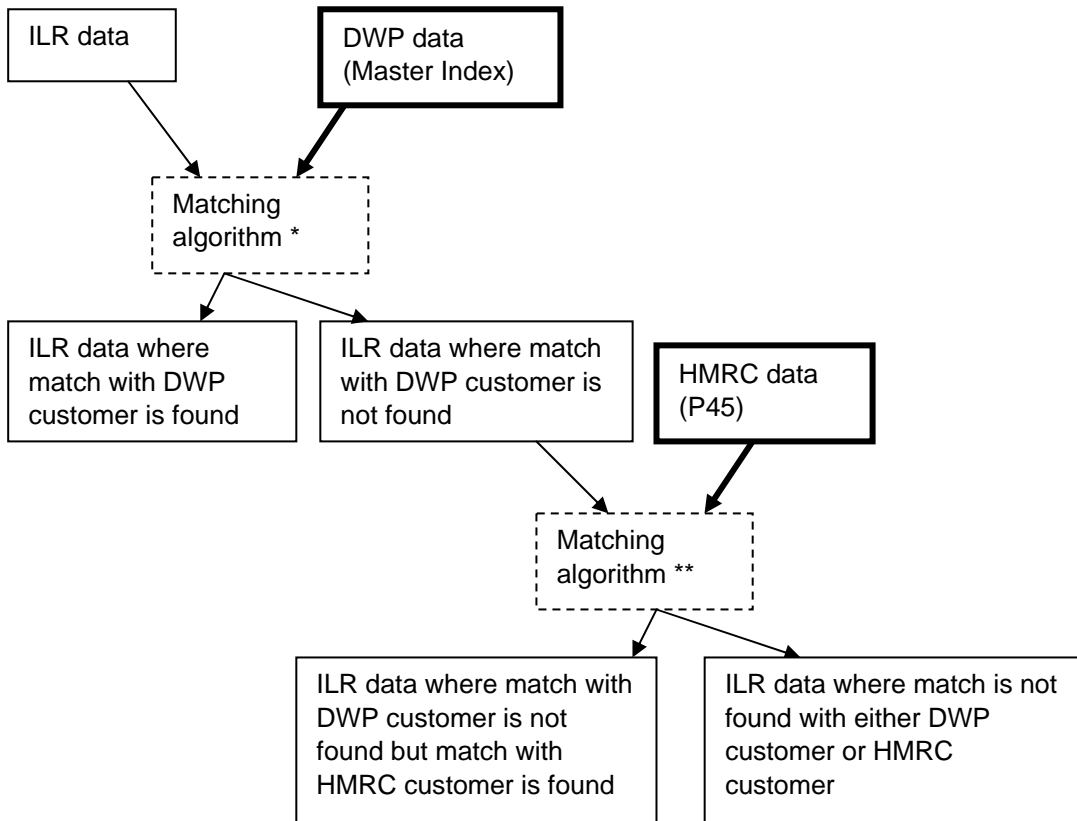 ILR data
DWP data
(Master Index)
Matching
algorithm *
ILR data where
match with DWP
customer is found
ILR data where match
with DWP customer is
not found
HMRC data
(P45)
Matching
algorithm **
ILR data where match with
DWP customer is not
found but match with
HMRC customer is found
ILR data where match is not
found with either DWP
customer or HMRC
customer